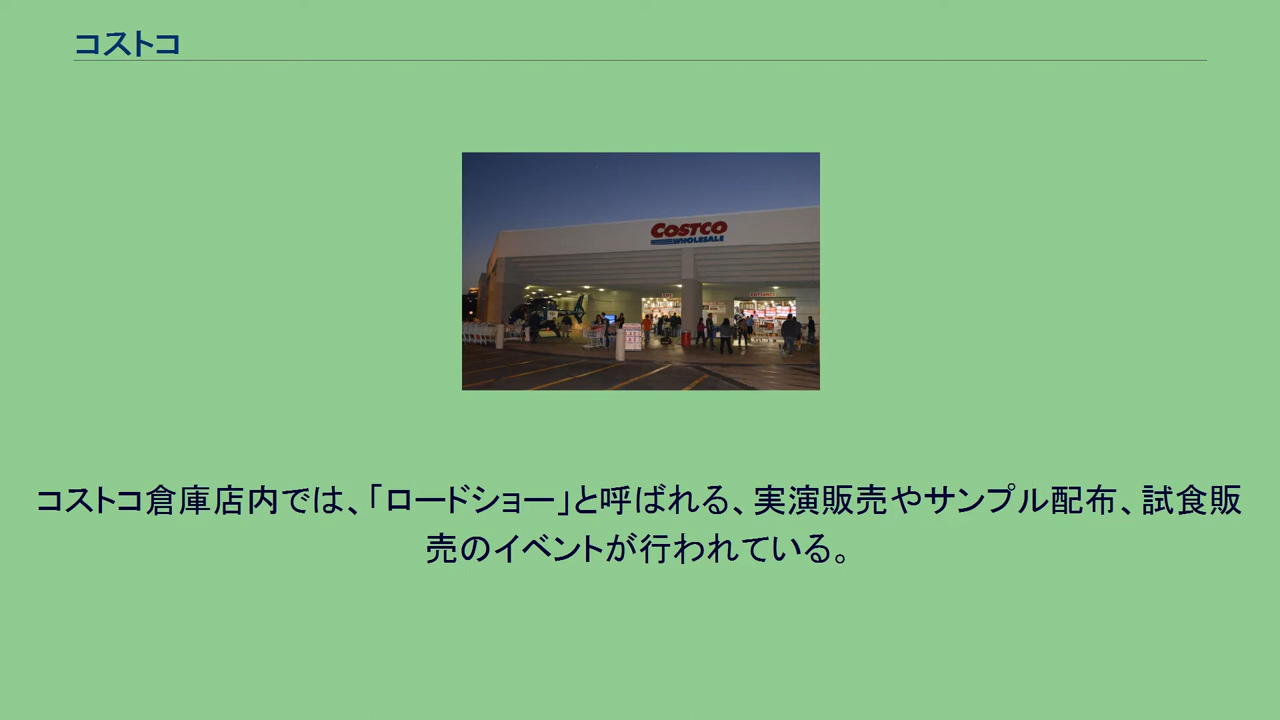 コストコ
COSTCO
WHOLESALE
コストコ倉庫店内では、「ロードショー」と呼ばれる、実演販売やサンプル配布、試食販
売のイベントが行われている。